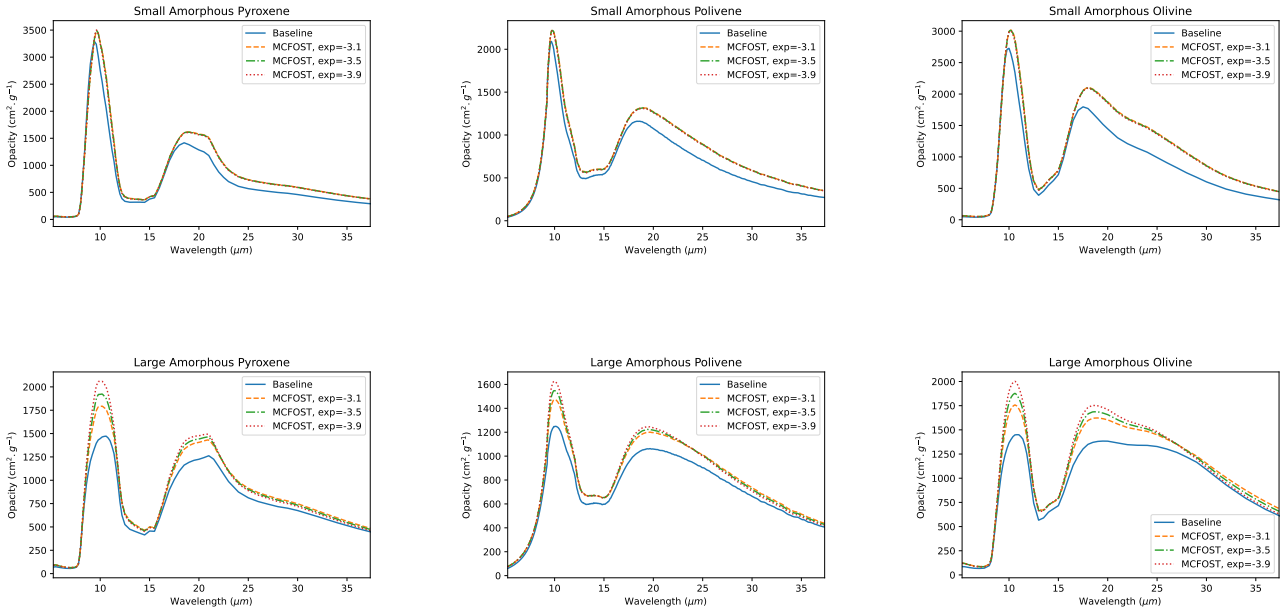 Small Amorphous Pyroxene
Opacity (cm². g⁻¹)
3500
3000
2500
2000
1500
1000
500
0
10
15
20
25
30
35
Wavelength (μm)
Baseline
MCFOST, exp=-3.1
MCFOST, exp=-3.5
MCFOST, exp=-3.9
Small Amorphous Polivene
Opacity (cm². g⁻¹)
2000
1500
1000
500
0
10
15
20
25
30
35
Wavelength (μm)
Baseline
MCFOST, exp=-3.1
MCFOST, exp=-3.5
MCFOST, exp=-3.9
Small Amorphous Olivine
Opacity (cm². g⁻¹)
3000
2500
2000
1500
1000
500
0
10
15
20
25
30
35
Wavelength (μm)
Baseline
MCFOST, exp=-3.1
MCFOST, exp=-3.5
MCFOST, exp=-3.9
Large Amorphous Pyroxene
Opacity (cm². g⁻¹)
2000
1750
1500
1250
1000
750
500
250
0
10
15
20
25
30
35
Wavelength (μm)
Baseline
MCFOST, exp=-3.1
MCFOST, exp=-3.5
MCFOST, exp=-3.9
Large Amorphous Polivene
Opacity (cm². g⁻¹)
1600
1400
1200
1000
800
600
400
200
0
10
15
20
25
30
35
Wavelength (μm)
Baseline
MCFOST, exp=-3.1
MCFOST, exp=-3.5
MCFOST, exp=-3.9
Large Amorphous Olivine
Opacity (cm². g⁻¹)
2000
1750
1500
1250
1000
750
500
250
0
10
15
20
25
30
35
Wavelength (μm)
Baseline
MCFOST, exp=-3.1
MCFOST, exp=-3.5
MCFOST, exp=-3.9